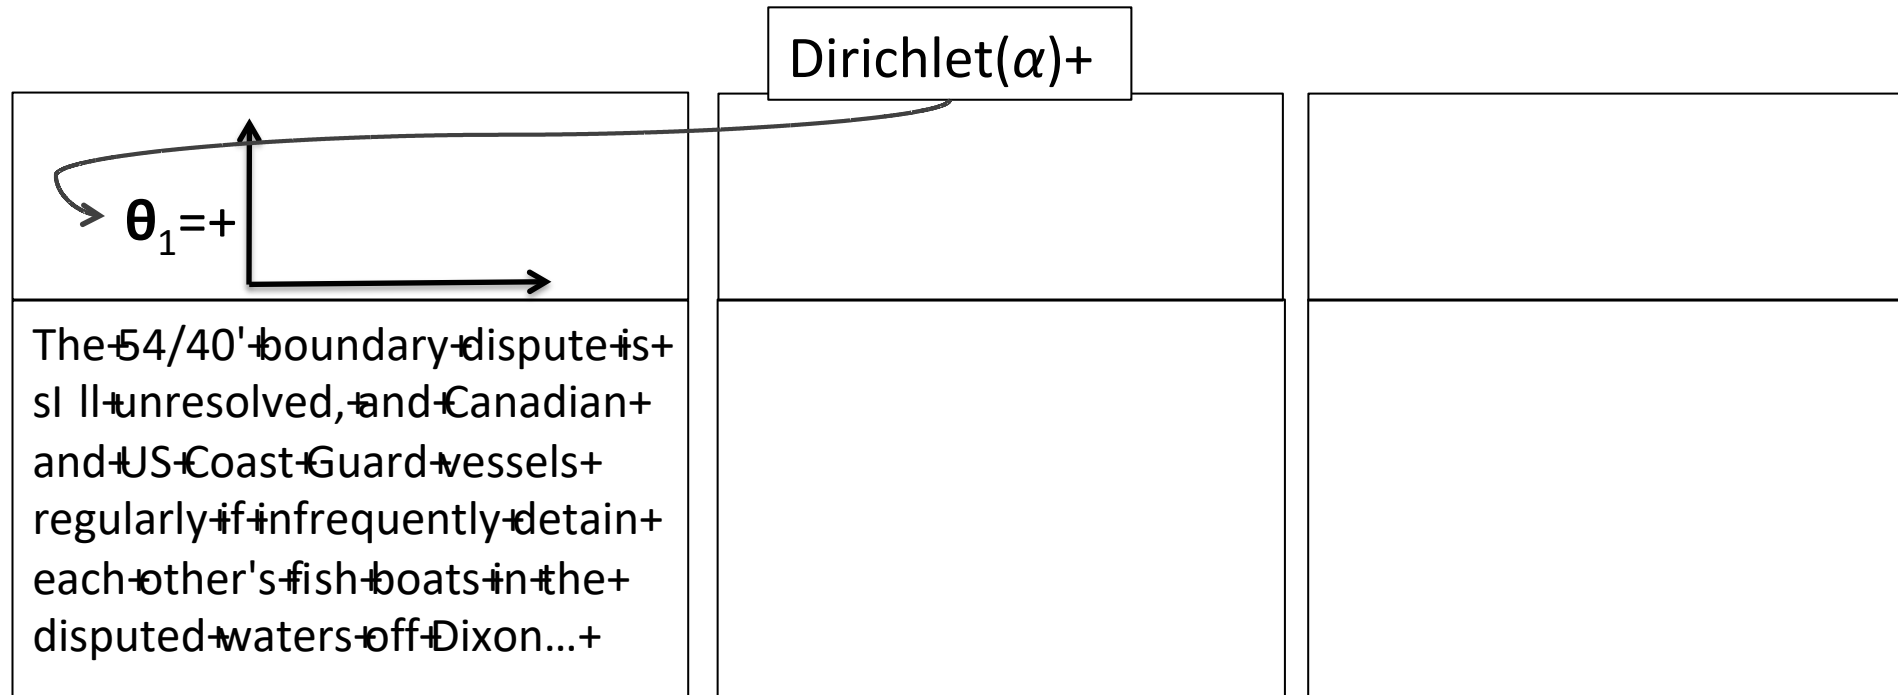 Dirichlet(α)+
θ₁=+
The+54/40'+boundary+dispute+is+
sI ll+unresolved,+and+Canadian+
and+US+Coast+Guard+vessels+
regularly+if+infrequently+detain+
each+other's+fish+boats+in+the+
disputed+waters+off+Dixon…+